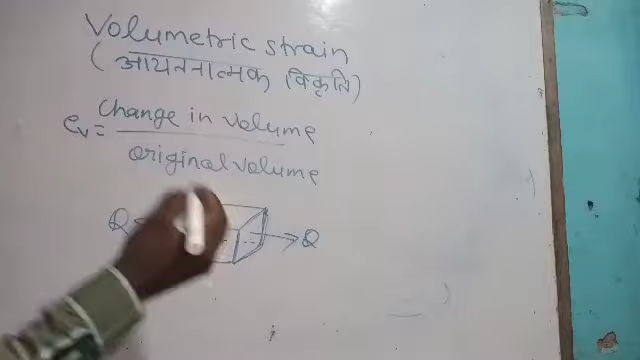 Volumetric strain
(आयतनात्मक विकृति)
Change in volume
ev =
original volume
Q Q